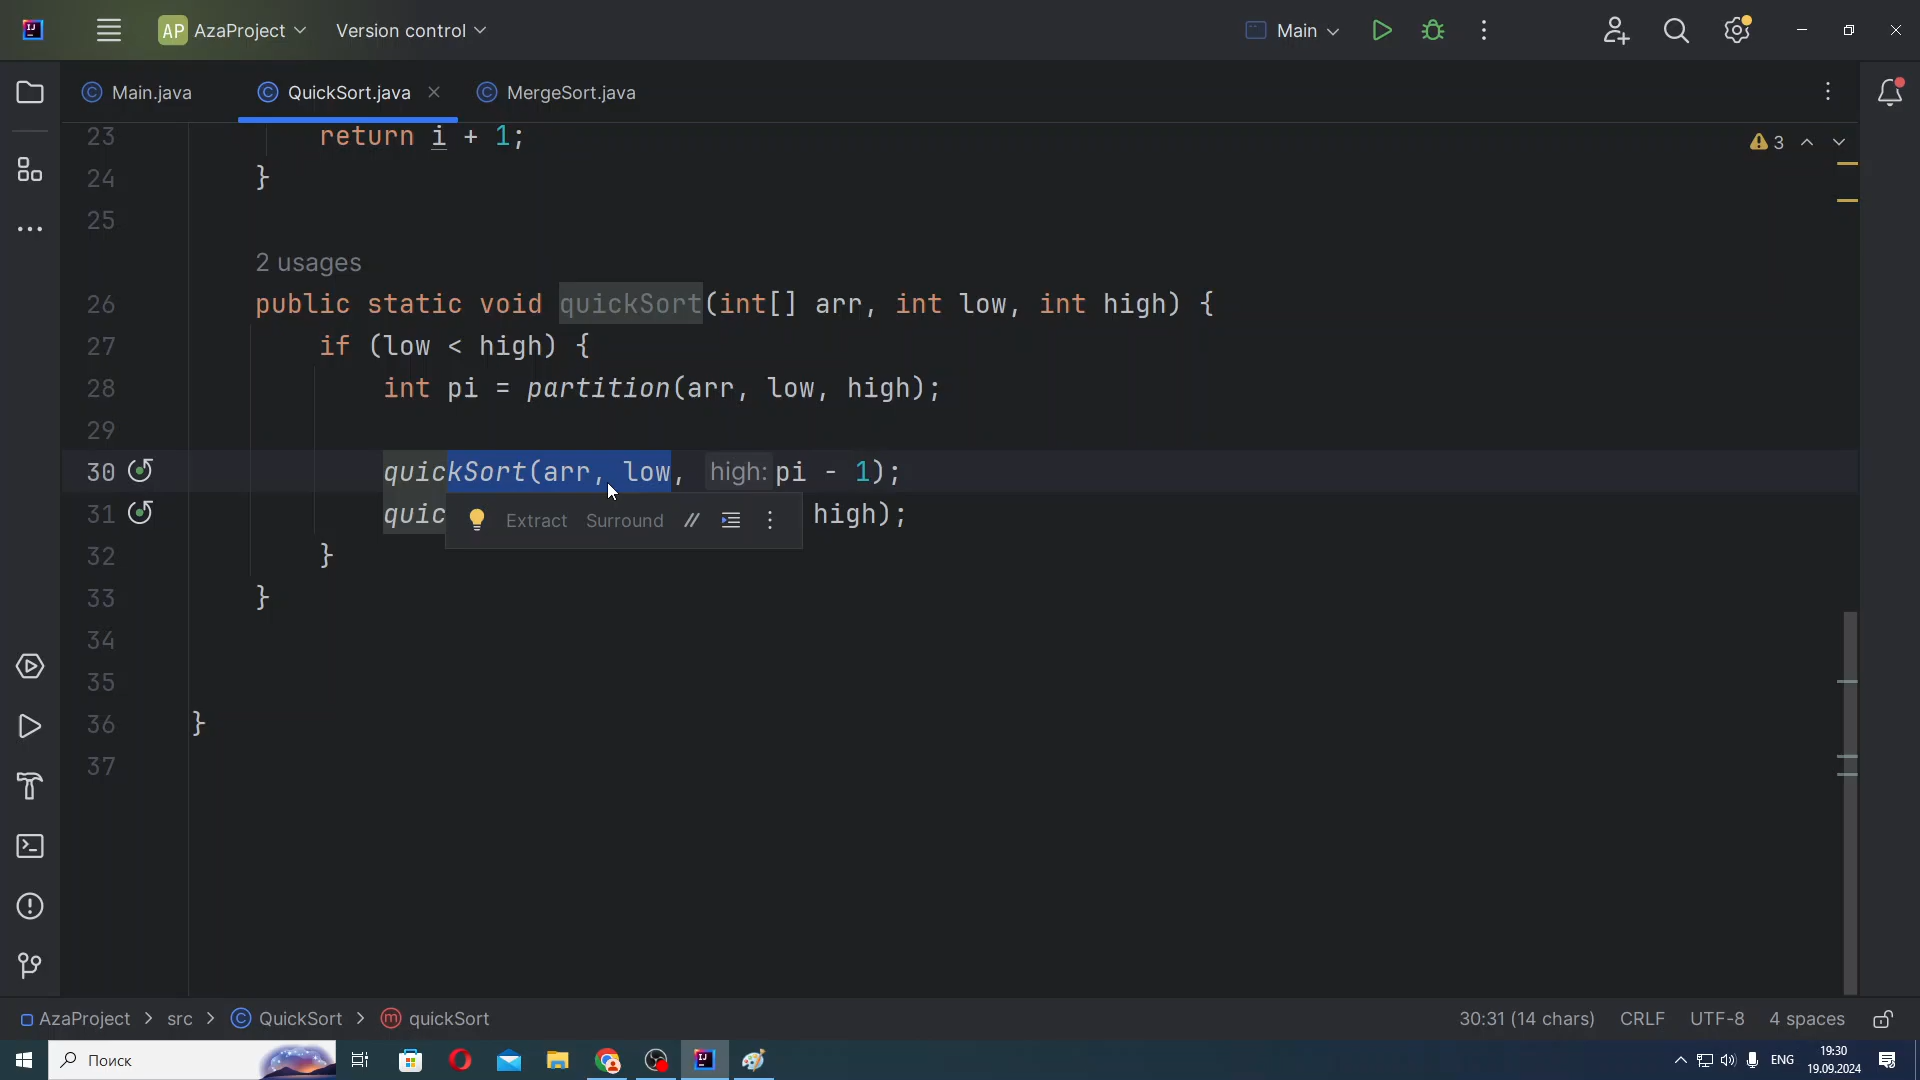 AP AzaProject Version control Main
Main.java QuickSort.java MergeSort.java
23 return i + 1;
3
24 }
25
2 usages
26 public static void quickSort(int[] arr, int low, int high) {
27 if (low < high) {
28 int pi = partition(arr, low, high);
29
30 quickSort(arr, low, high: pi - 1);
31 quic high);
Extract Surround //
32 }
33 }
34
35
36 }
37
AzaProject > src > QuickSort > quickSort 30:31 (14 chars) CRLF UTF-8 4 spaces
Поиск ENG 19:30
19.09.2024